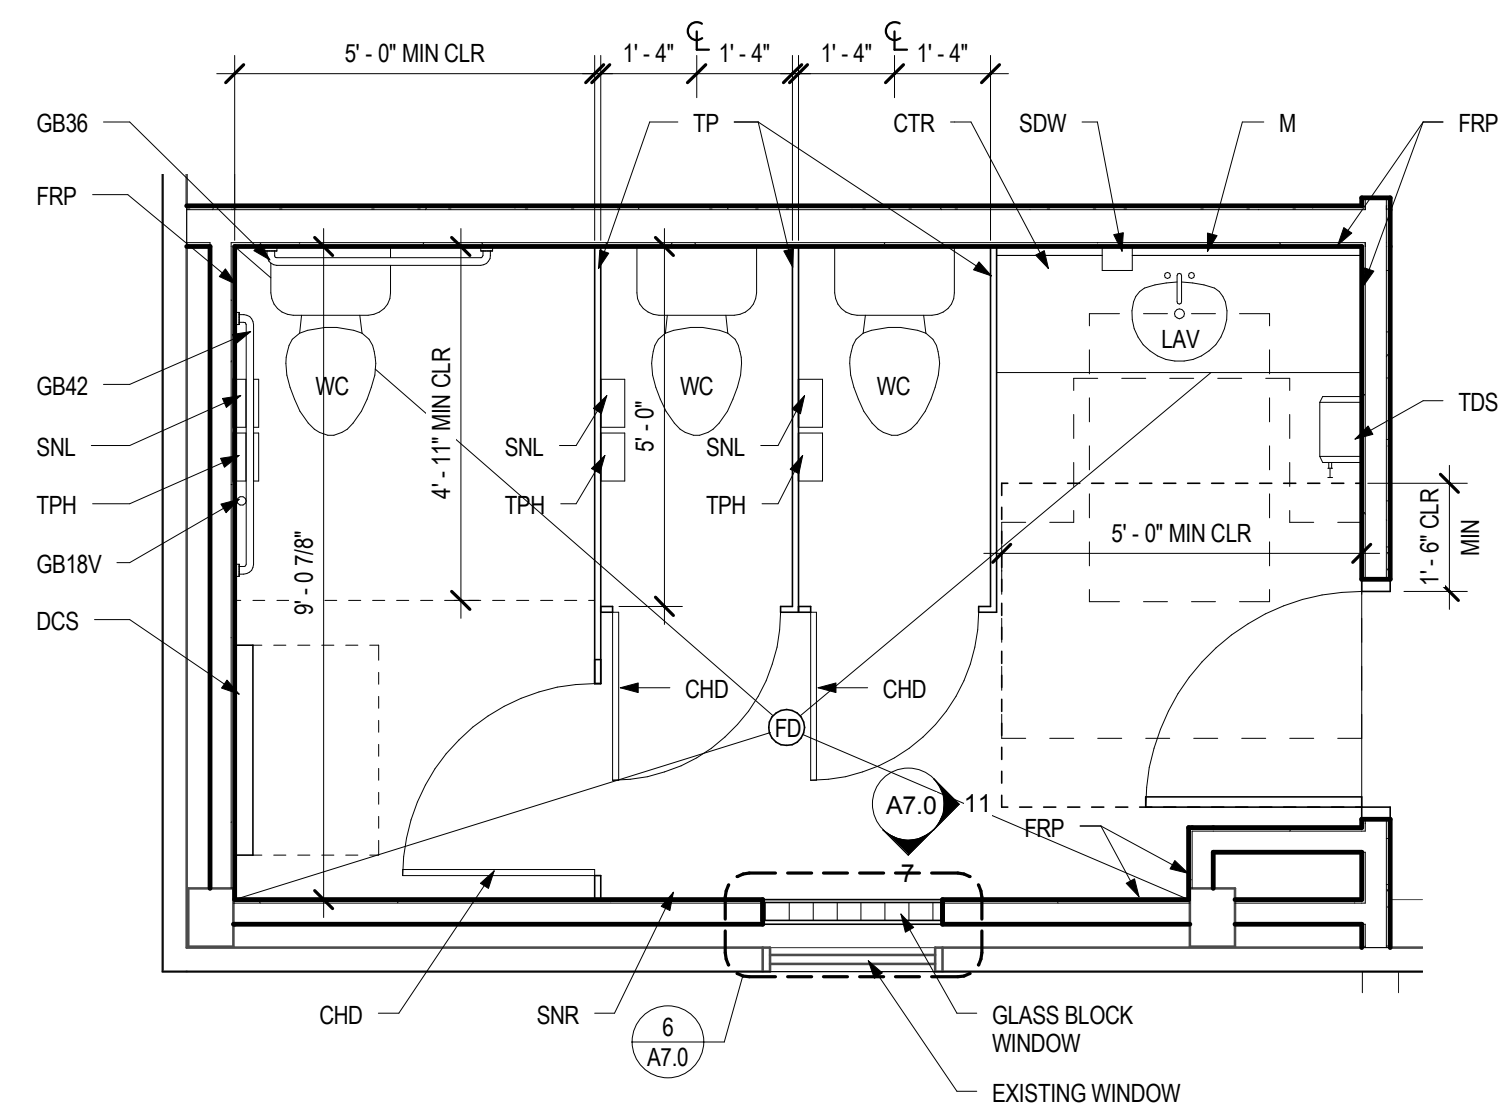 5' - 0" MIN CLR
1' - 4"
℄
1' - 4"
1' - 4"
℄
1' - 4"
GB36
TP
CTR
SDW
M
FRP
FRP
LAV
WC
WC
WC
GB42
4' - 11" MIN CLR
5' - 0"
TDS
SNL
SNL
SNL
TPH
TPH
TPH
1' - 6" CLR
MIN
5' - 0" MIN CLR
GB18V
9' - 0 7/8"
DCS
CHD
CHD
FD
A7.0
11
7
FRP
CHD
SNR
6
A7.0
GLASS BLOCK
WINDOW
EXISTING WINDOW